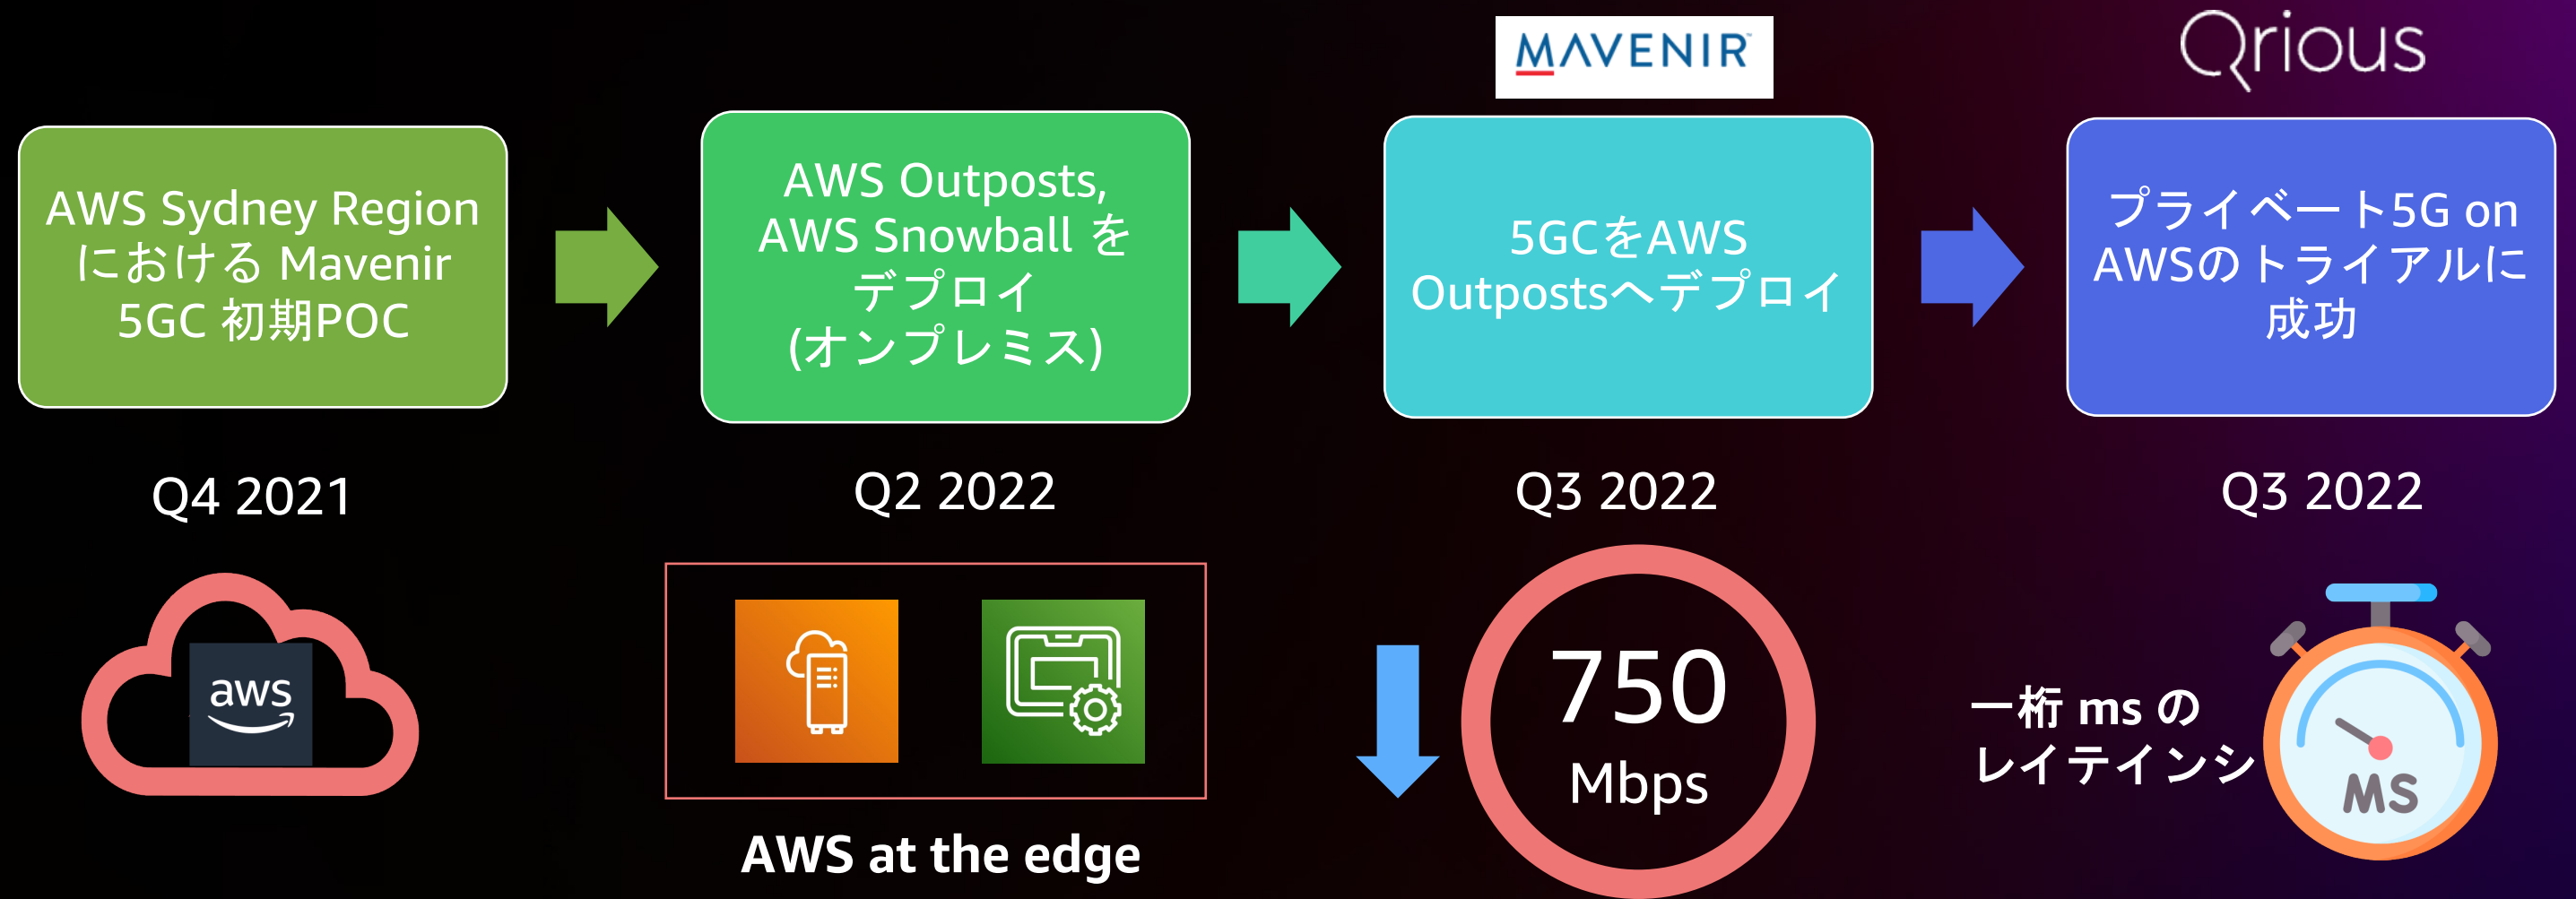 MAVENIR
Qrious
AWS Sydney Region
における Mavenir
5GC 初期POC
AWS Outposts,
AWS Snowball を
デプロイ
(オンプレミス)
5GCをAWS
Outpostsへデプロイ
プライベート5G on
AWSのトライアルに
成功
Q4 2021
Q2 2022
Q3 2022
Q3 2022
aws
AWS at the edge
750
Mbps
一桁 ms の
レイテインシ
MS